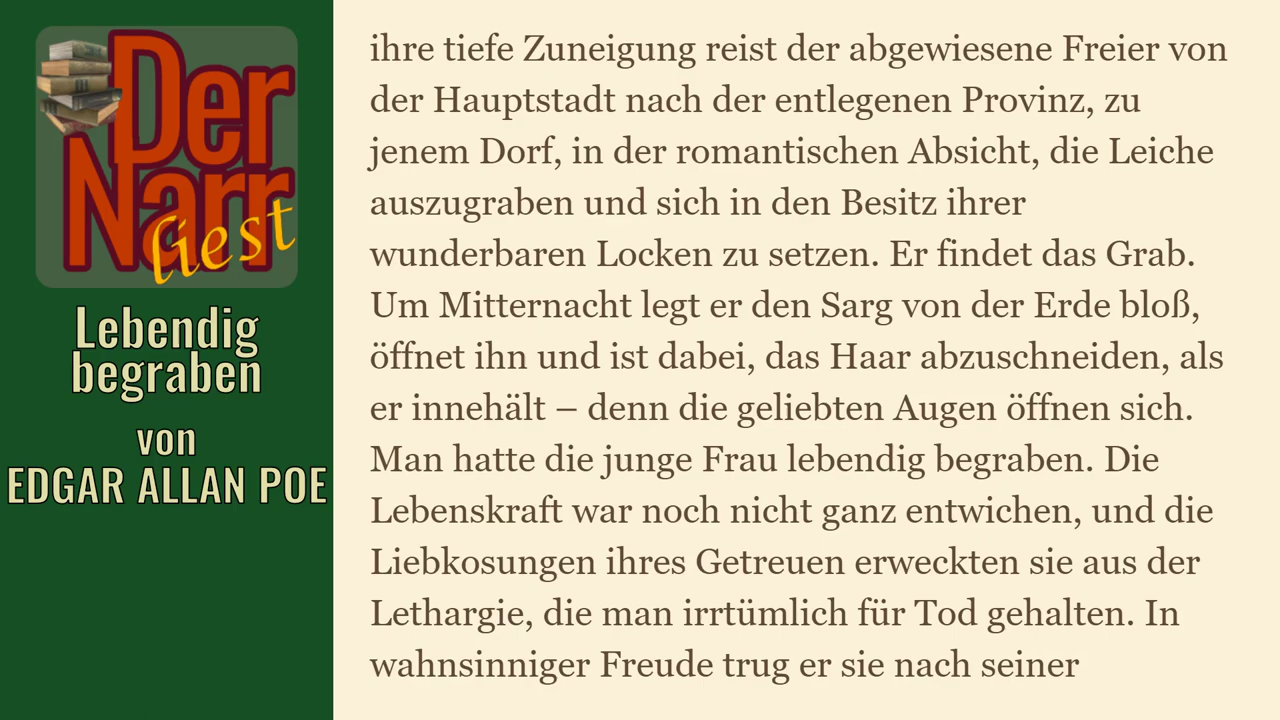 Der
Narr
liest
Lebendig
begraben
von
EDGAR ALLAN POE
ihre tiefe Zuneigung reist der abgewiesene Freier von
der Hauptstadt nach der entlegenen Provinz, zu
jenem Dorf, in der romantischen Absicht, die Leiche
auszugraben und sich in den Besitz ihrer
wunderbaren Locken zu setzen. Er findet das Grab.
Um Mitternacht legt er den Sarg von der Erde bloß,
öffnet ihn und ist dabei, das Haar abzuschneiden, als
er innehält – denn die geliebten Augen öffnen sich.
Man hatte die junge Frau lebendig begraben. Die
Lebenskraft war noch nicht ganz entwichen, und die
Liebkosungen ihres Getreuen erweckten sie aus der
Lethargie, die man irrtümlich für Tod gehalten. In
wahnsinniger Freude trug er sie nach seiner